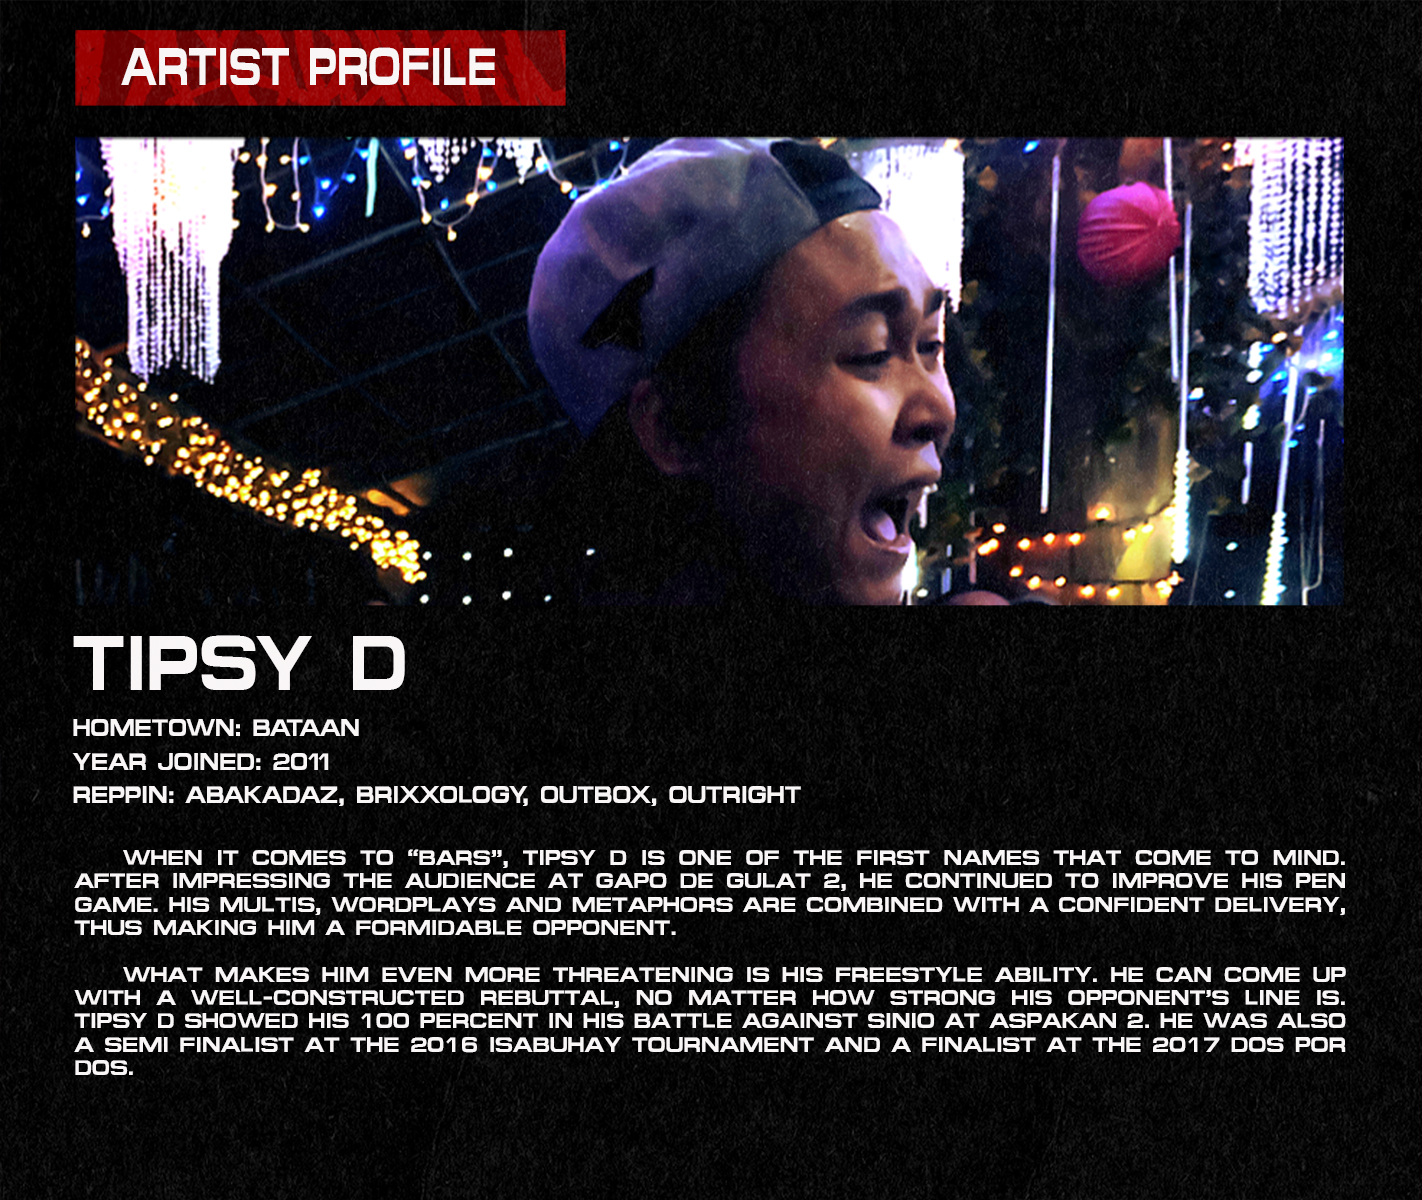 ARTIST PROFILE
TIPSY D
HOMETOWN: BATAAN
YEAR JOINED: 2011
REPPIN: ABAKADAZ, BRIXXOLOGY, OUTBOX, OUTRIGHT
WHEN IT COMES TO “BARS”, TIPSY D IS ONE OF THE FIRST NAMES THAT COME TO MIND.
AFTER IMPRESSING THE AUDIENCE AT GAPO DE GULAT 2, HE CONTINUED TO IMPROVE HIS PEN
GAME. HIS MULTIS, WORDPLAYS AND METAPHORS ARE COMBINED WITH A CONFIDENT DELIVERY,
THUS MAKING HIM A FORMIDABLE OPPONENT.
WHAT MAKES HIM EVEN MORE THREATENING IS HIS FREESTYLE ABILITY. HE CAN COME UP
WITH A WELL-CONSTRUCTED REBUTTAL, NO MATTER HOW STRONG HIS OPPONENT’S LINE IS.
TIPSY D SHOWED HIS 100 PERCENT IN HIS BATTLE AGAINST SINIO AT ASPAKAN 2. HE WAS ALSO
A SEMI FINALIST AT THE 2016 ISABUHAY TOURNAMENT AND A FINALIST AT THE 2017 DOS POR
DOS.